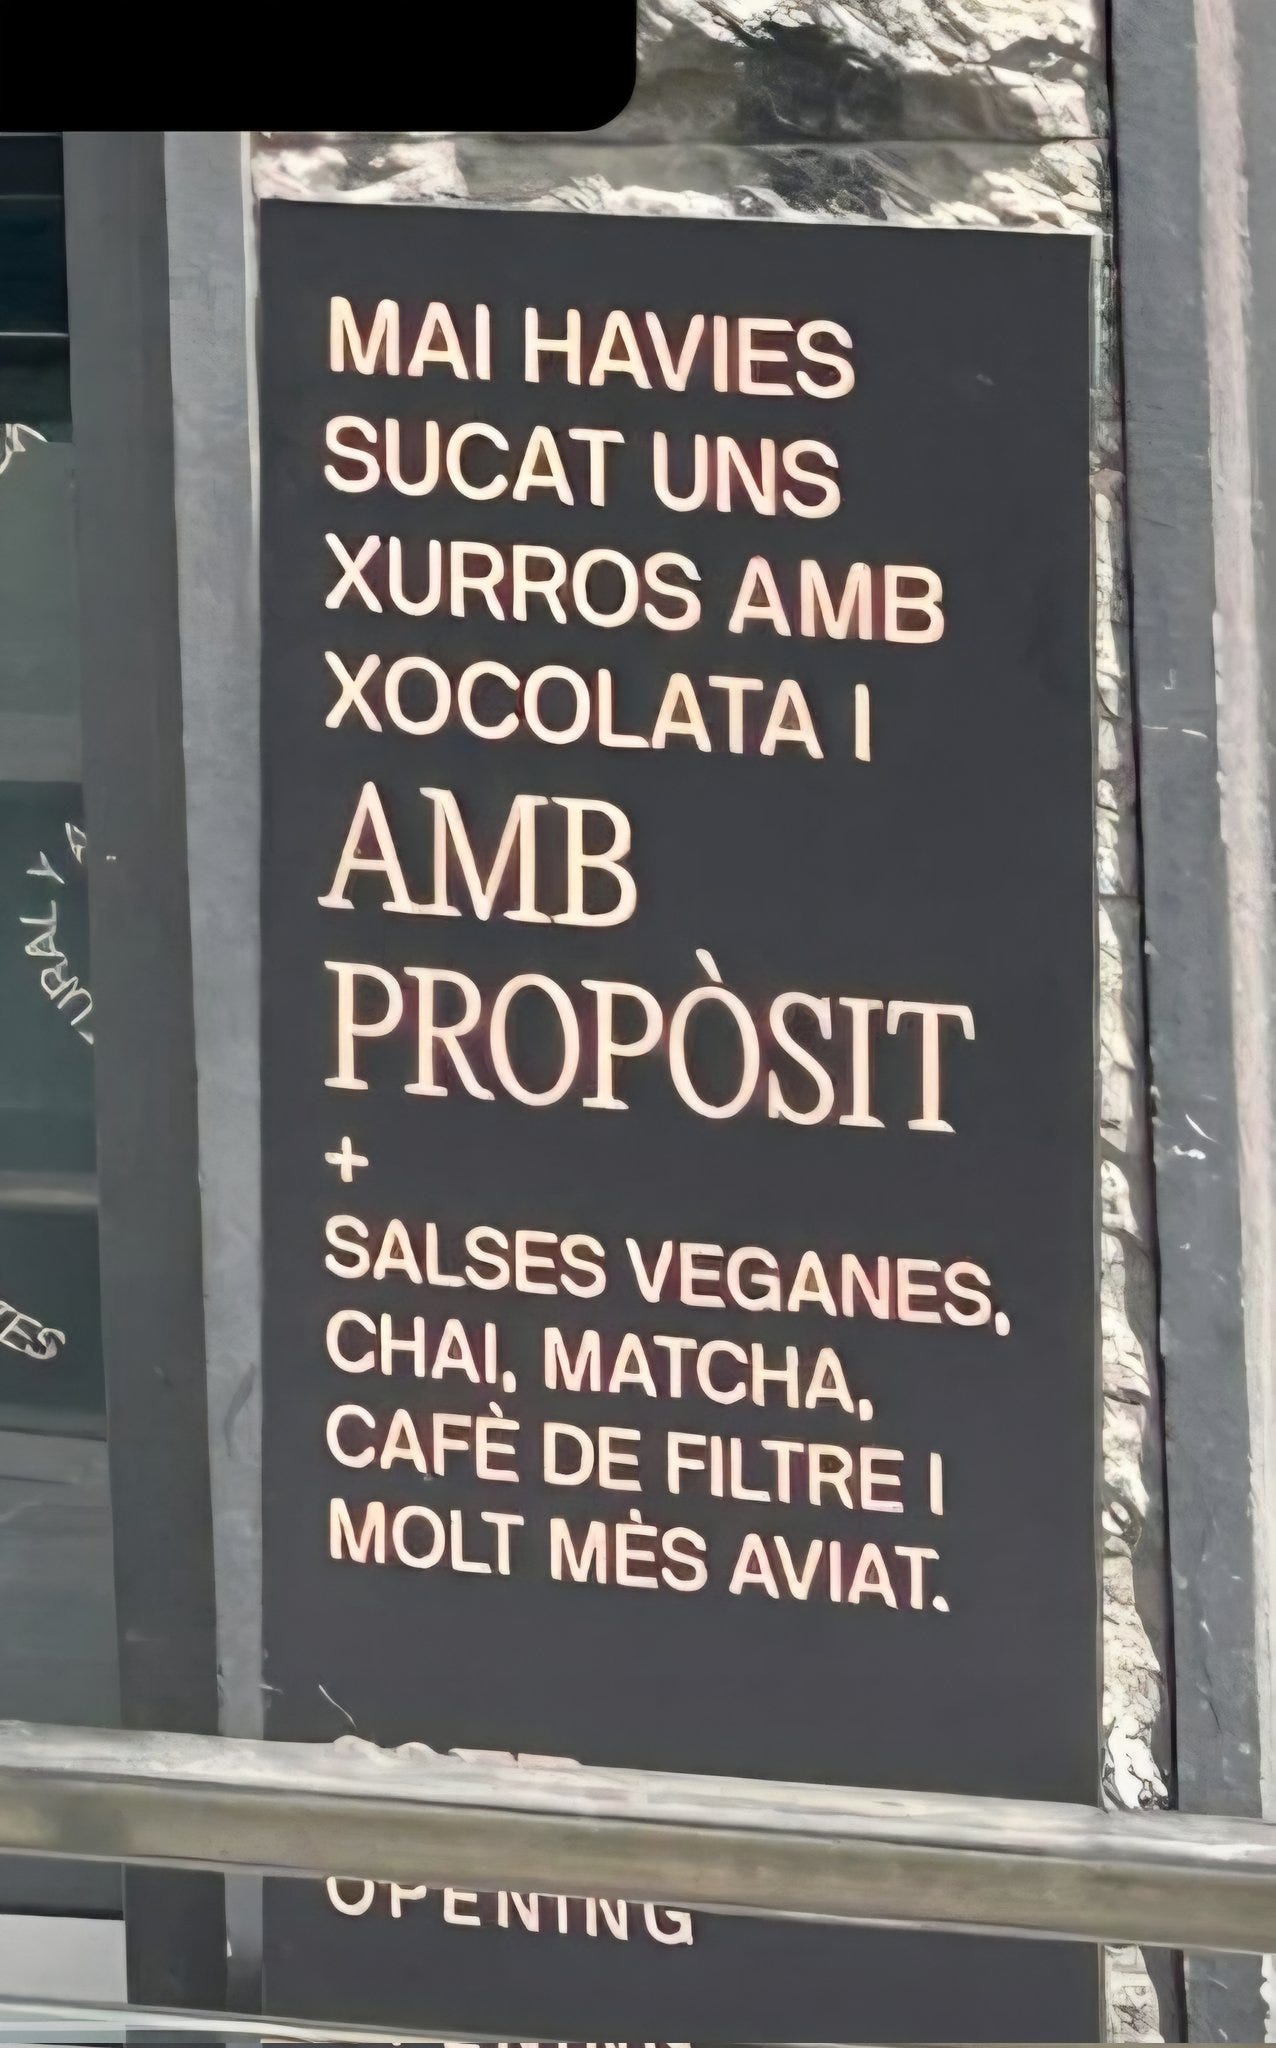 MAI HAVIES
SUCAT UNS
XURROS AMB
XOCOLATA I
AMB
PROPÒSIT
+
SALSES VEGANES,
CHAI, MATCHA,
CAFÈ DE FILTRE I
MOLT MÈS AVIAT.
OPENING